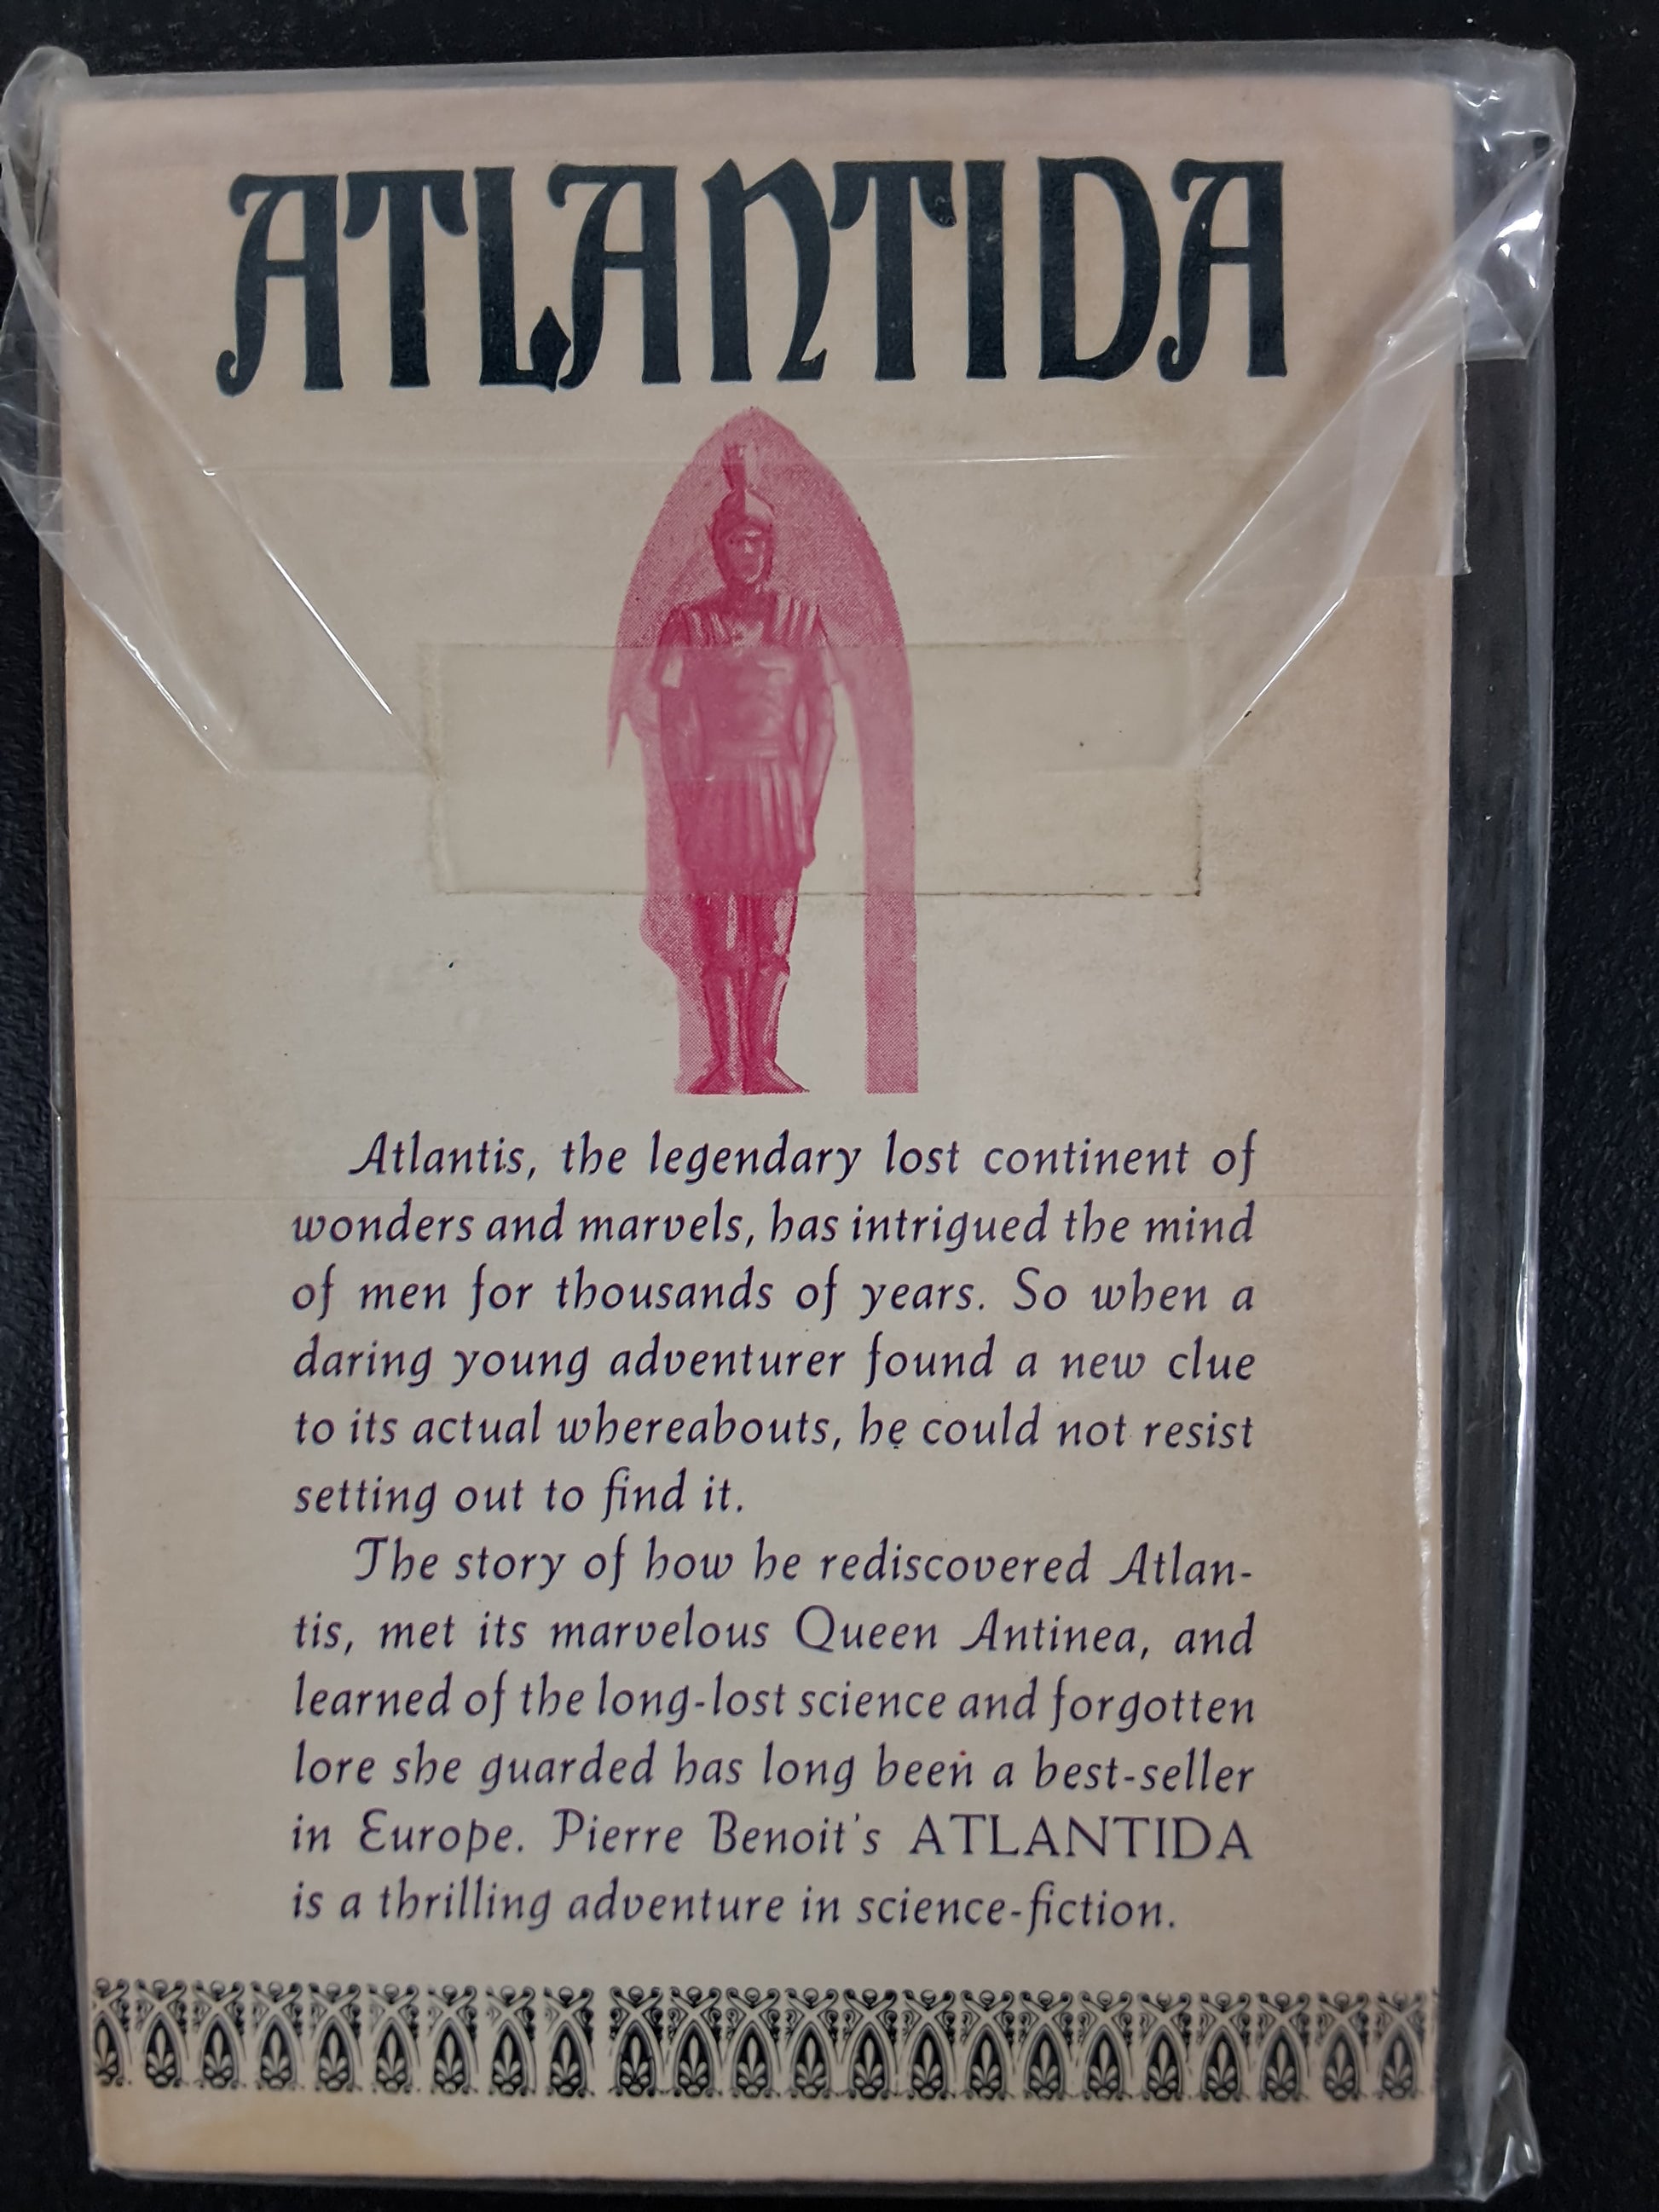 ATLANTIDA
Atlantis, the legendary lost continent of
wonders and marvels, has intrigued the mind
of men for thousands of years. So when a
daring young adventurer found a new clue
to its actual whereabouts, he could not resist
setting out to find it.
The story of how he rediscovered Atlan-
tis, met its marvelous Queen Antinea, and
learned of the long-lost science and forgotten
lore she guarded has long been a best-seller
in Europe. Pierre Benoit's ATLANTIDA
is a thrilling adventure in science-fiction.